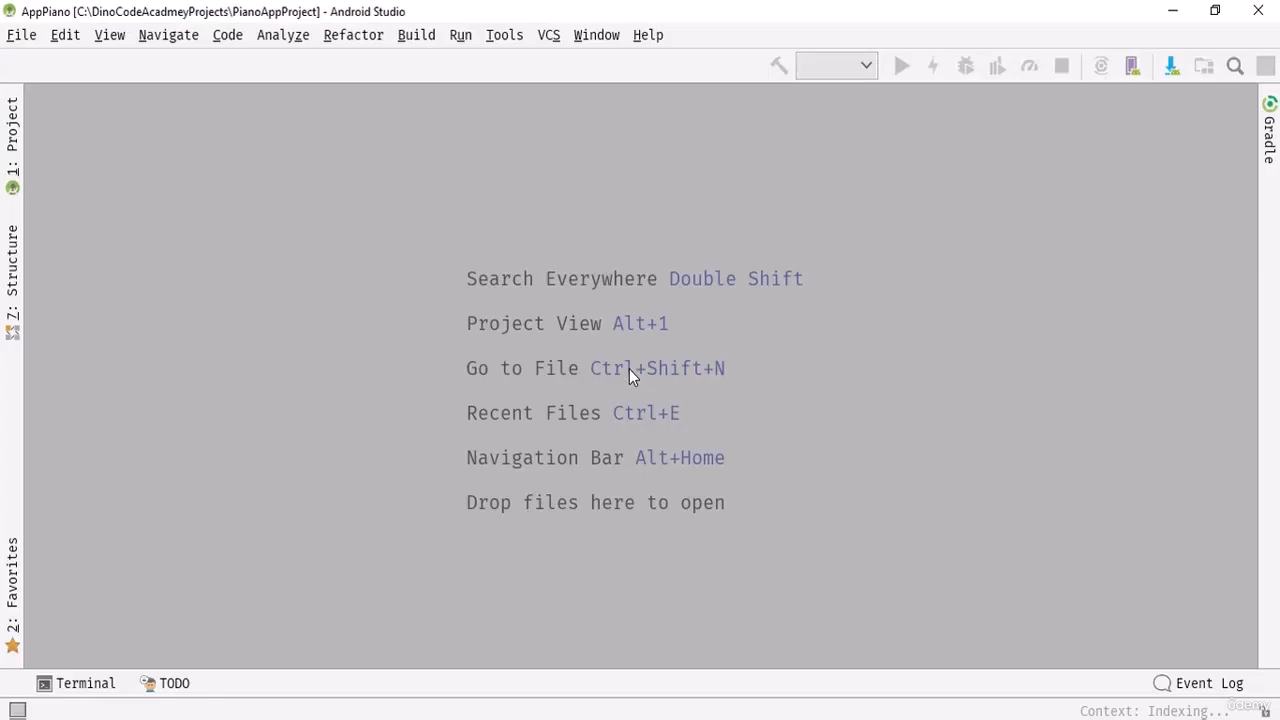 AppPiano [C:\DinoCodeAcadmeyProjects\PianoAppProject] - Android Studio
File Edit View Navigate Code Analyze Refactor Build Run Tools VCS Window Help
1: Project
Z: Structure
2: Favorites
Gradle
Search Everywhere Double Shift
Project View Alt+1
Go to File Ctrl+Shift+N
Recent Files Ctrl+E
Navigation Bar Alt+Home
Drop files here to open
Terminal TODO Event Log
Context: Indexing...
ûdemy